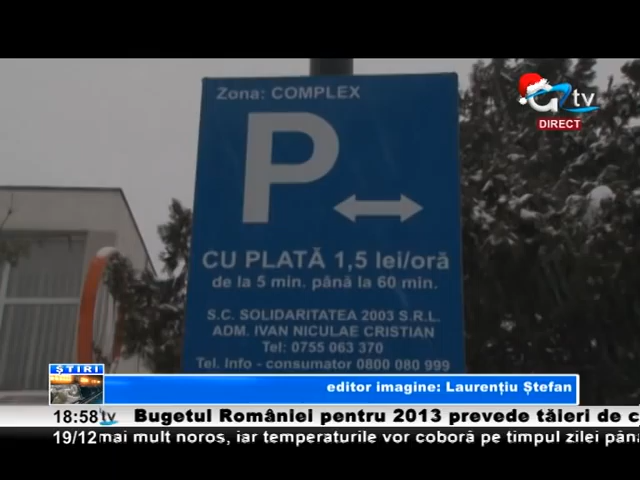 Zona: COMPLEX
P
CU PLATĂ 1,5 lei/oră
de la 5 min. până la 60 min.
S.C. SOLIDARITATEA 2003 S.R.L.
ADM. IVAN NICULAE CRISTIAN
Tel: 0755 063 370
Tel. Info - consumator 0800 080 999
G7tv
DIRECT
ȘTIRI
editor imagine: Laurențiu Ștefan
18:58 tv Bugetul României pentru 2013 prevede tăieri de c
19/12 mai mult noros, iar temperaturile vor coborâ pe timpul zilei pân